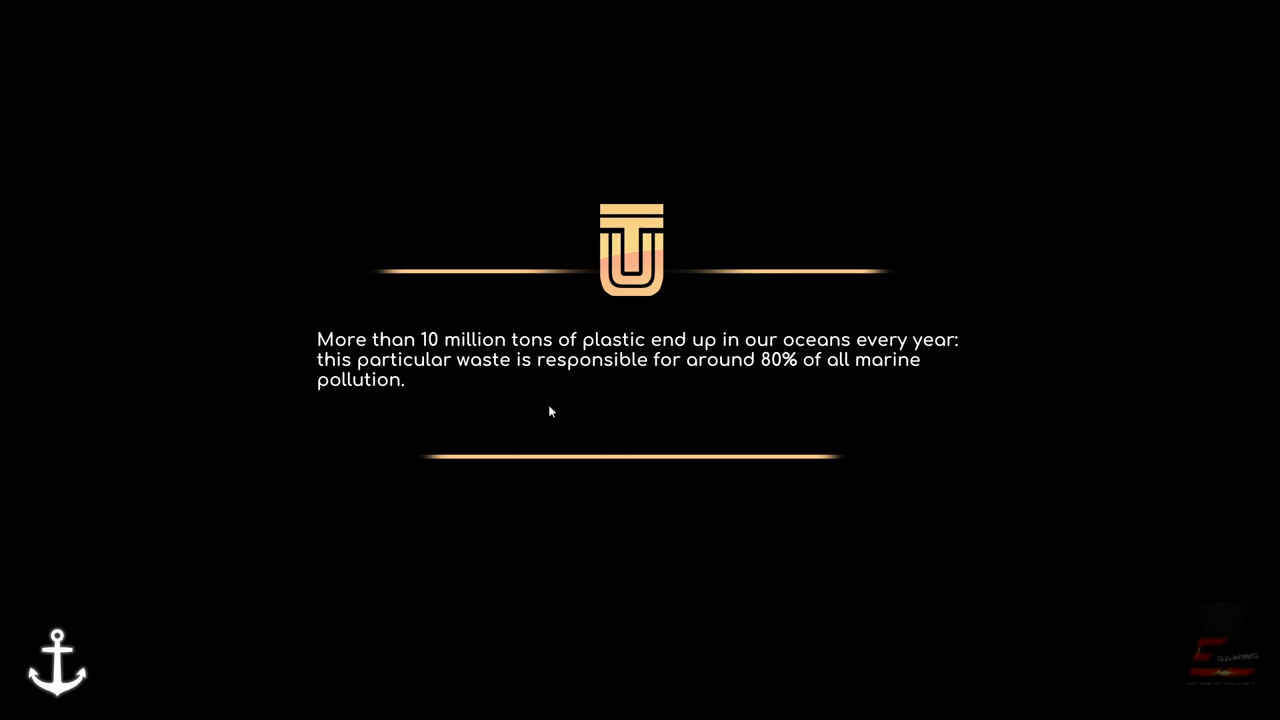 More than 10 million tons of plastic end up in our oceans every year:
this particular waste is responsible for around 80% of all marine
pollution.
GAMING